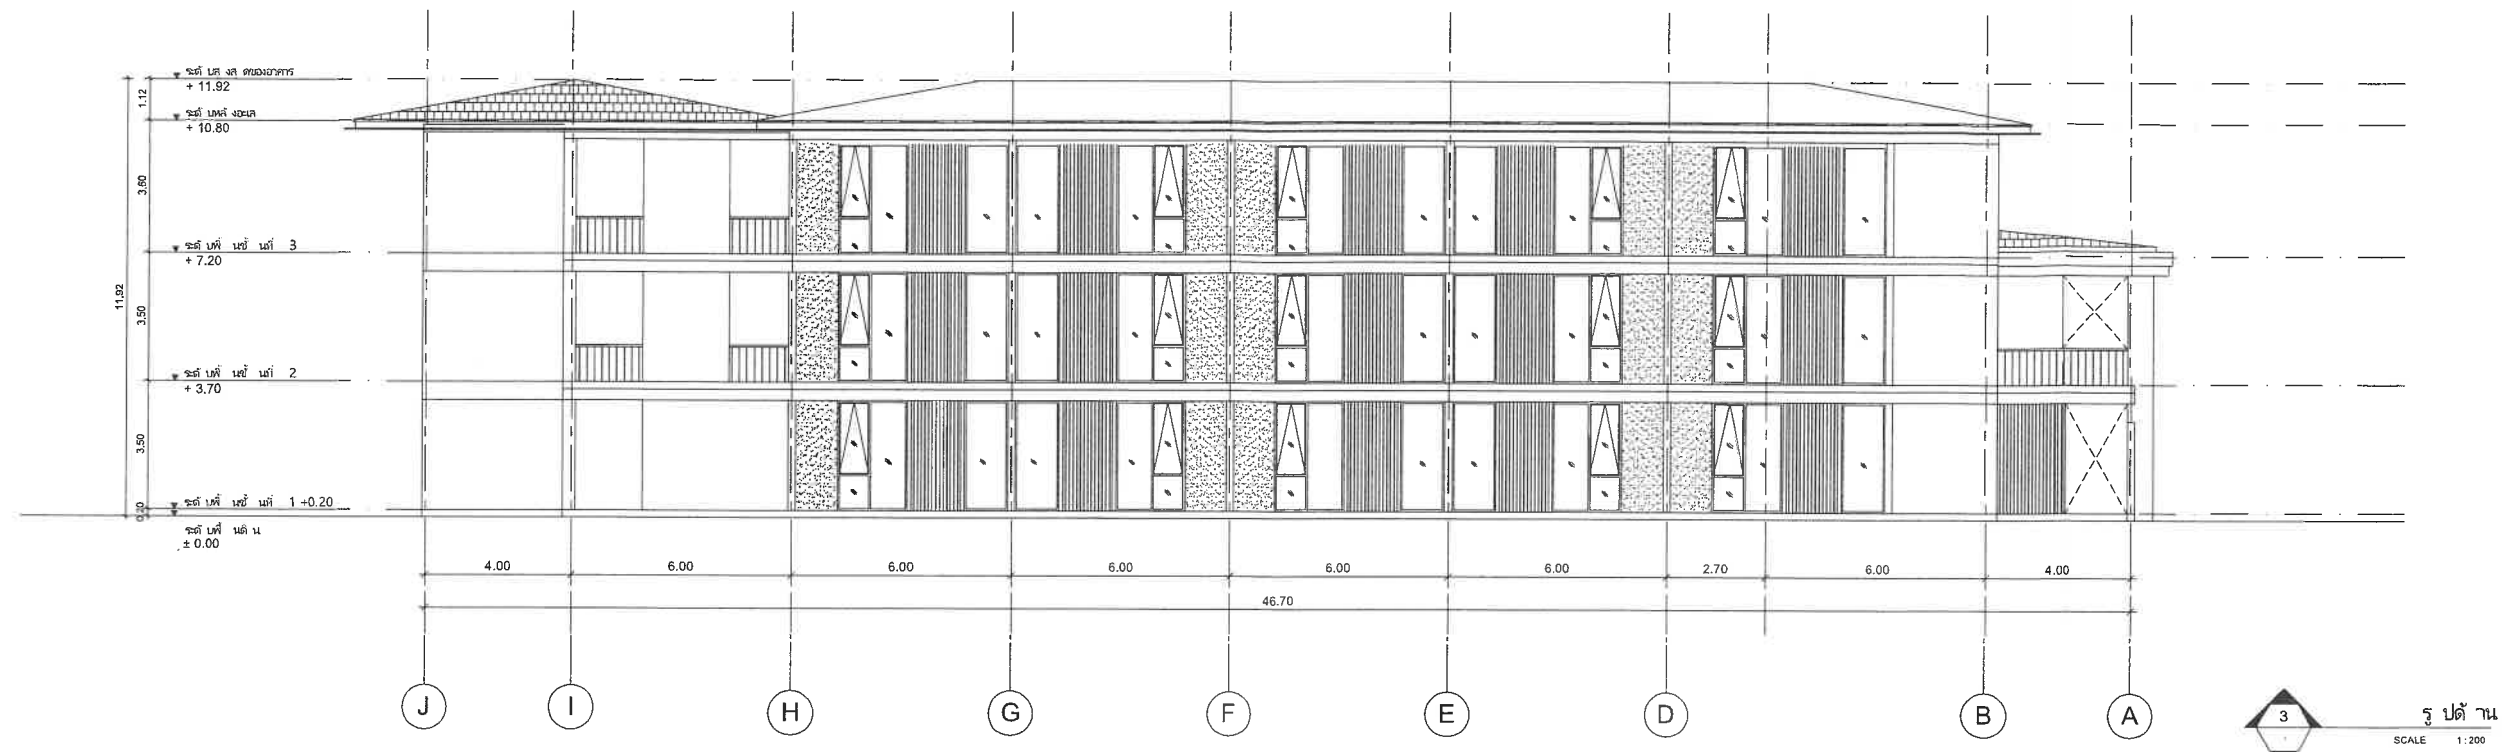 ระดับสูงสุดของอาคาร
+ 11.92
ระดับหลังอะเส
+ 10.80
ระดับพื้นชั้นที่ 3
+ 7.20
ระดับพื้นชั้นที่ 2
+ 3.70
ระดับพื้นชั้นที่ 1 +0.20
ระดับพื้นดิน
± 0.00
1.12
3.60
3.50
3.50
0.20
11.92
4.00 6.00 6.00 6.00 6.00 6.00 2.70 6.00 4.00
46.70
J I H G F E D B A
3
รูปด้าน
SCALE 1:200